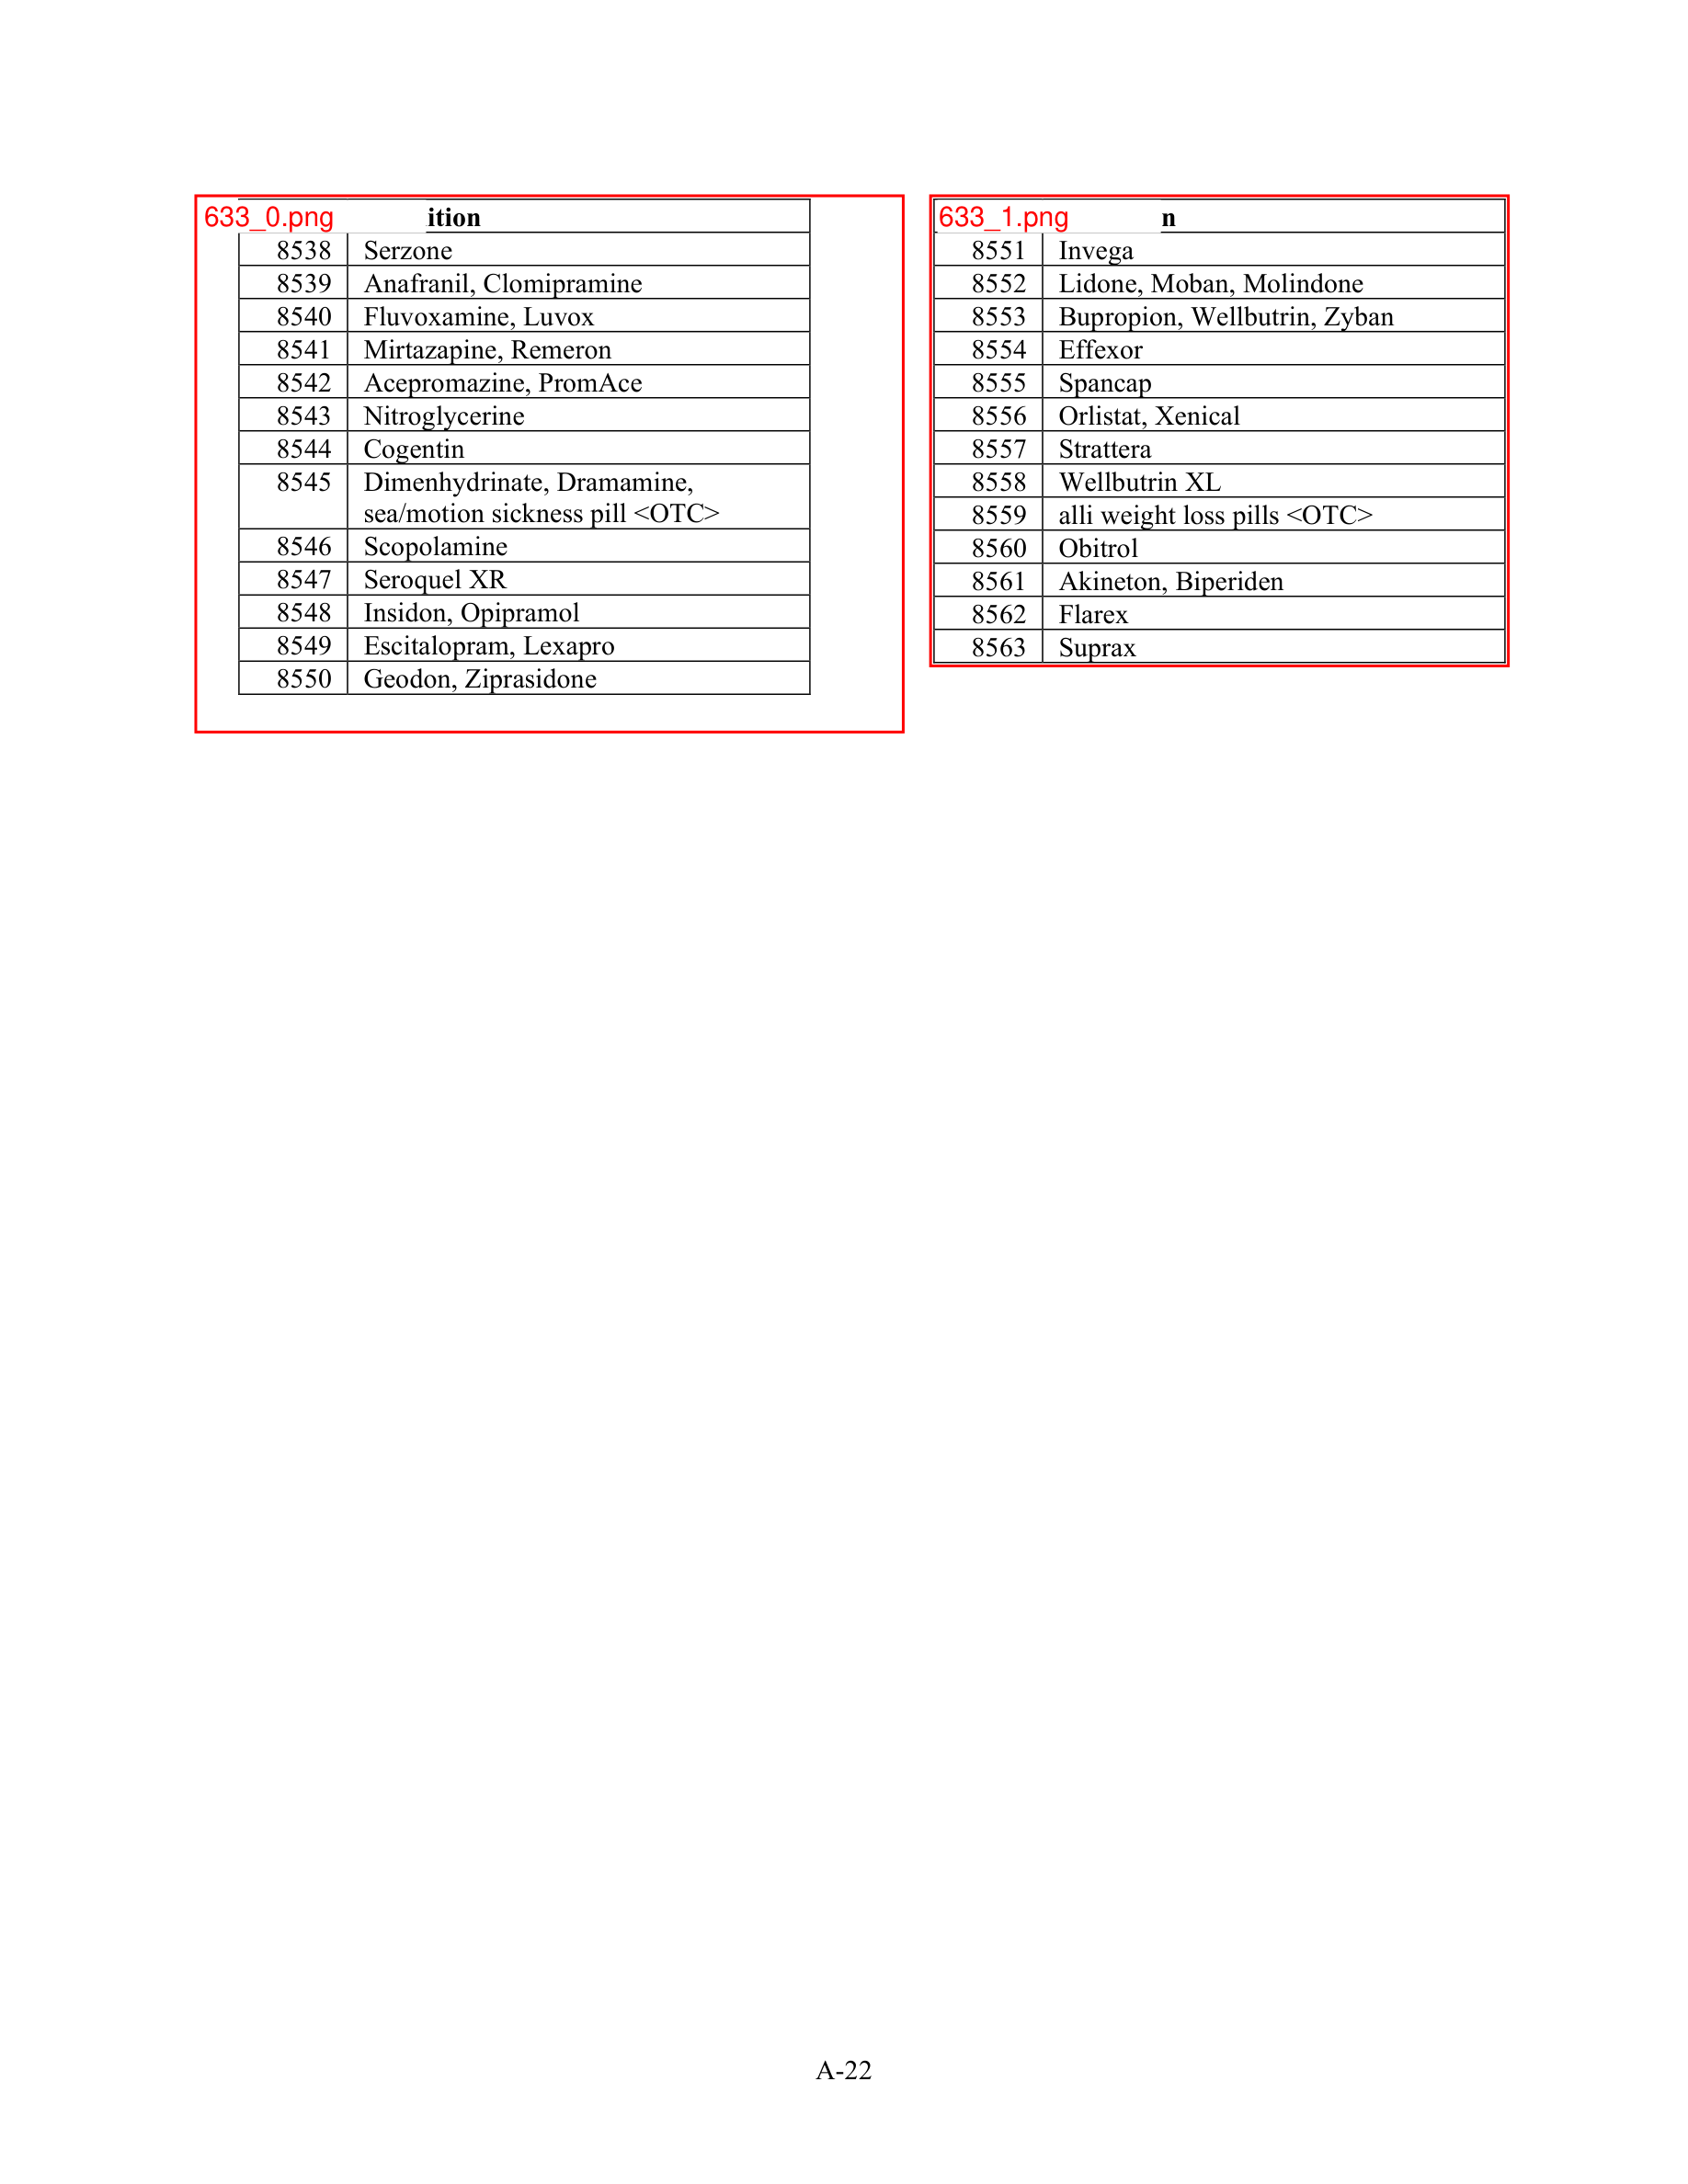 633_0.png ition
8538 Serzone
8539 Anafranil, Clomipramine
8540 Fluvoxamine, Luvox
8541 Mirtazapine, Remeron
8542 Acepromazine, PromAce
8543 Nitroglycerine
8544 Cogentin
8545 Dimenhydrinate, Dramamine,
sea/motion sickness pill <OTC>
8546 Scopolamine
8547 Seroquel XR
8548 Insidon, Opipramol
8549 Escitalopram, Lexapro
8550 Geodon, Ziprasidone
633_1.png n
8551 Invega
8552 Lidone, Moban, Molindone
8553 Bupropion, Wellbutrin, Zyban
8554 Effexor
8555 Spancap
8556 Orlistat, Xenical
8557 Strattera
8558 Wellbutrin XL
8559 alli weight loss pills <OTC>
8560 Obitrol
8561 Akineton, Biperiden
8562 Flarex
8563 Suprax
A-22